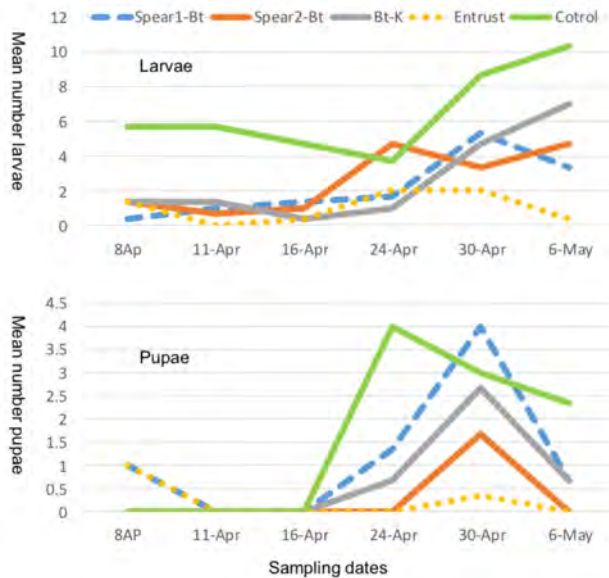 Spear1-Bt Spear2-Bt Bt-K Entrust Cotrol
Mean number larvae
12
10
8
6
4
2
0
Larvae
8Ap 11-Apr 16-Apr 24-Apr 30-Apr 6-May
Mean number pupae
4.5
4
3.5
3
2.5
2
1.5
1
0.5
0
Pupae
8AP 11-Apr 16-Apr 24-Apr 30-Apr 6-May
Sampling dates